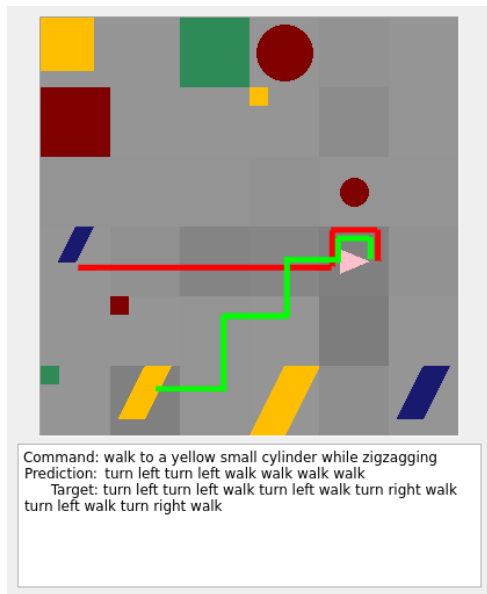 Command: walk to a yellow small cylinder while zigzagging
Prediction: turn left turn left walk walk walk walk
Target: turn left turn left walk turn left walk turn right walk
turn left walk turn right walk